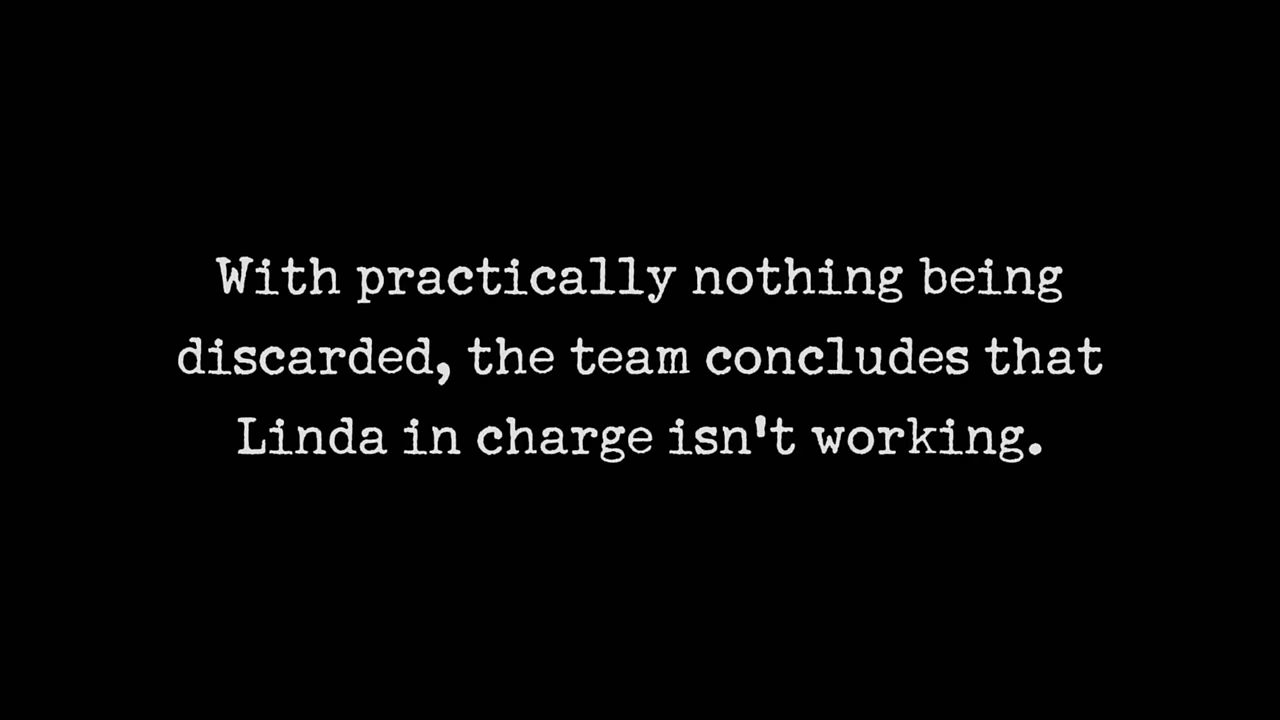 With practically nothing being
discarded, the team concludes that
Linda in charge isn't working.